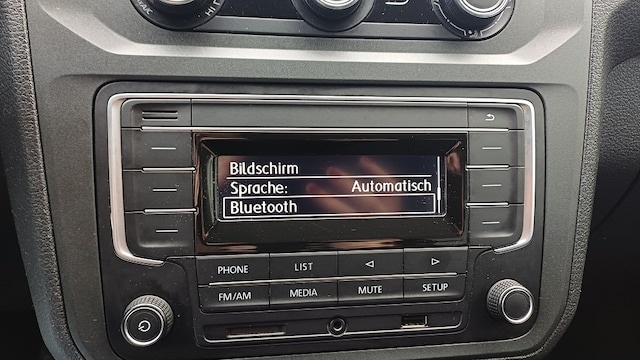 Bildschirm
Sprache: Automatisch
Bluetooth
PHONE LIST
FM/AM MEDIA MUTE SETUP